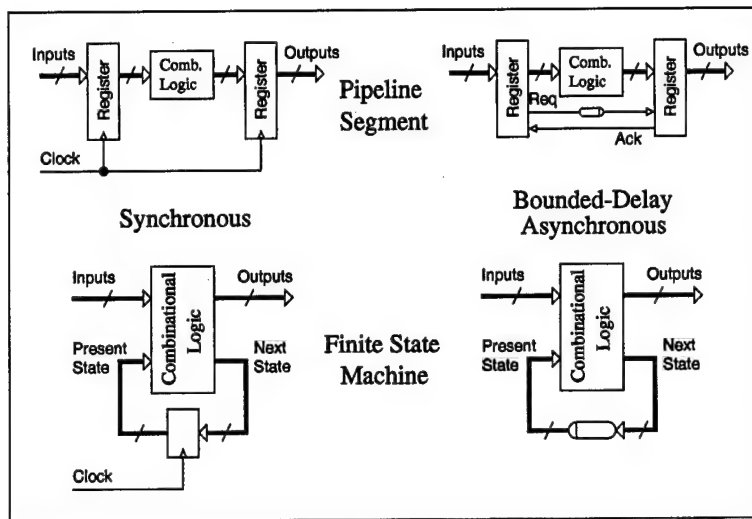 Inputs
Register
Comb.
Logic
Register
Outputs
Clock
Pipeline
Segment
Inputs
Register
Comb.
Logic
Register
Outputs
Req
Ack
Synchronous
Bounded-Delay
Asynchronous
Inputs
Combinational
Logic
Outputs
Present
State
Next
State
Clock
Finite State
Machine
Inputs
Combinational
Logic
Outputs
Present
State
Next
State